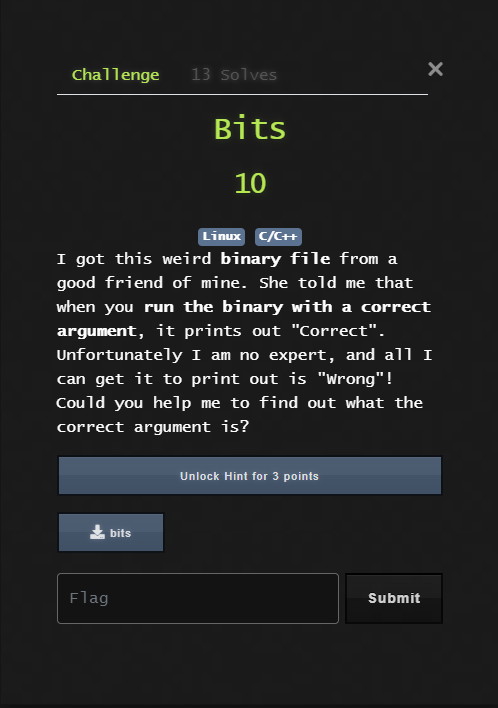 Challenge 13 Solves ×
Bits
10
Linux C/C++
I got this weird binary file from a
good friend of mine. She told me that
when you run the binary with a correct
argument, it prints out "Correct".
Unfortunately I am no expert, and all I
can get it to print out is "Wrong"!
Could you help me to find out what the
correct argument is?
Unlock Hint for 3 points
bits
Flag Submit